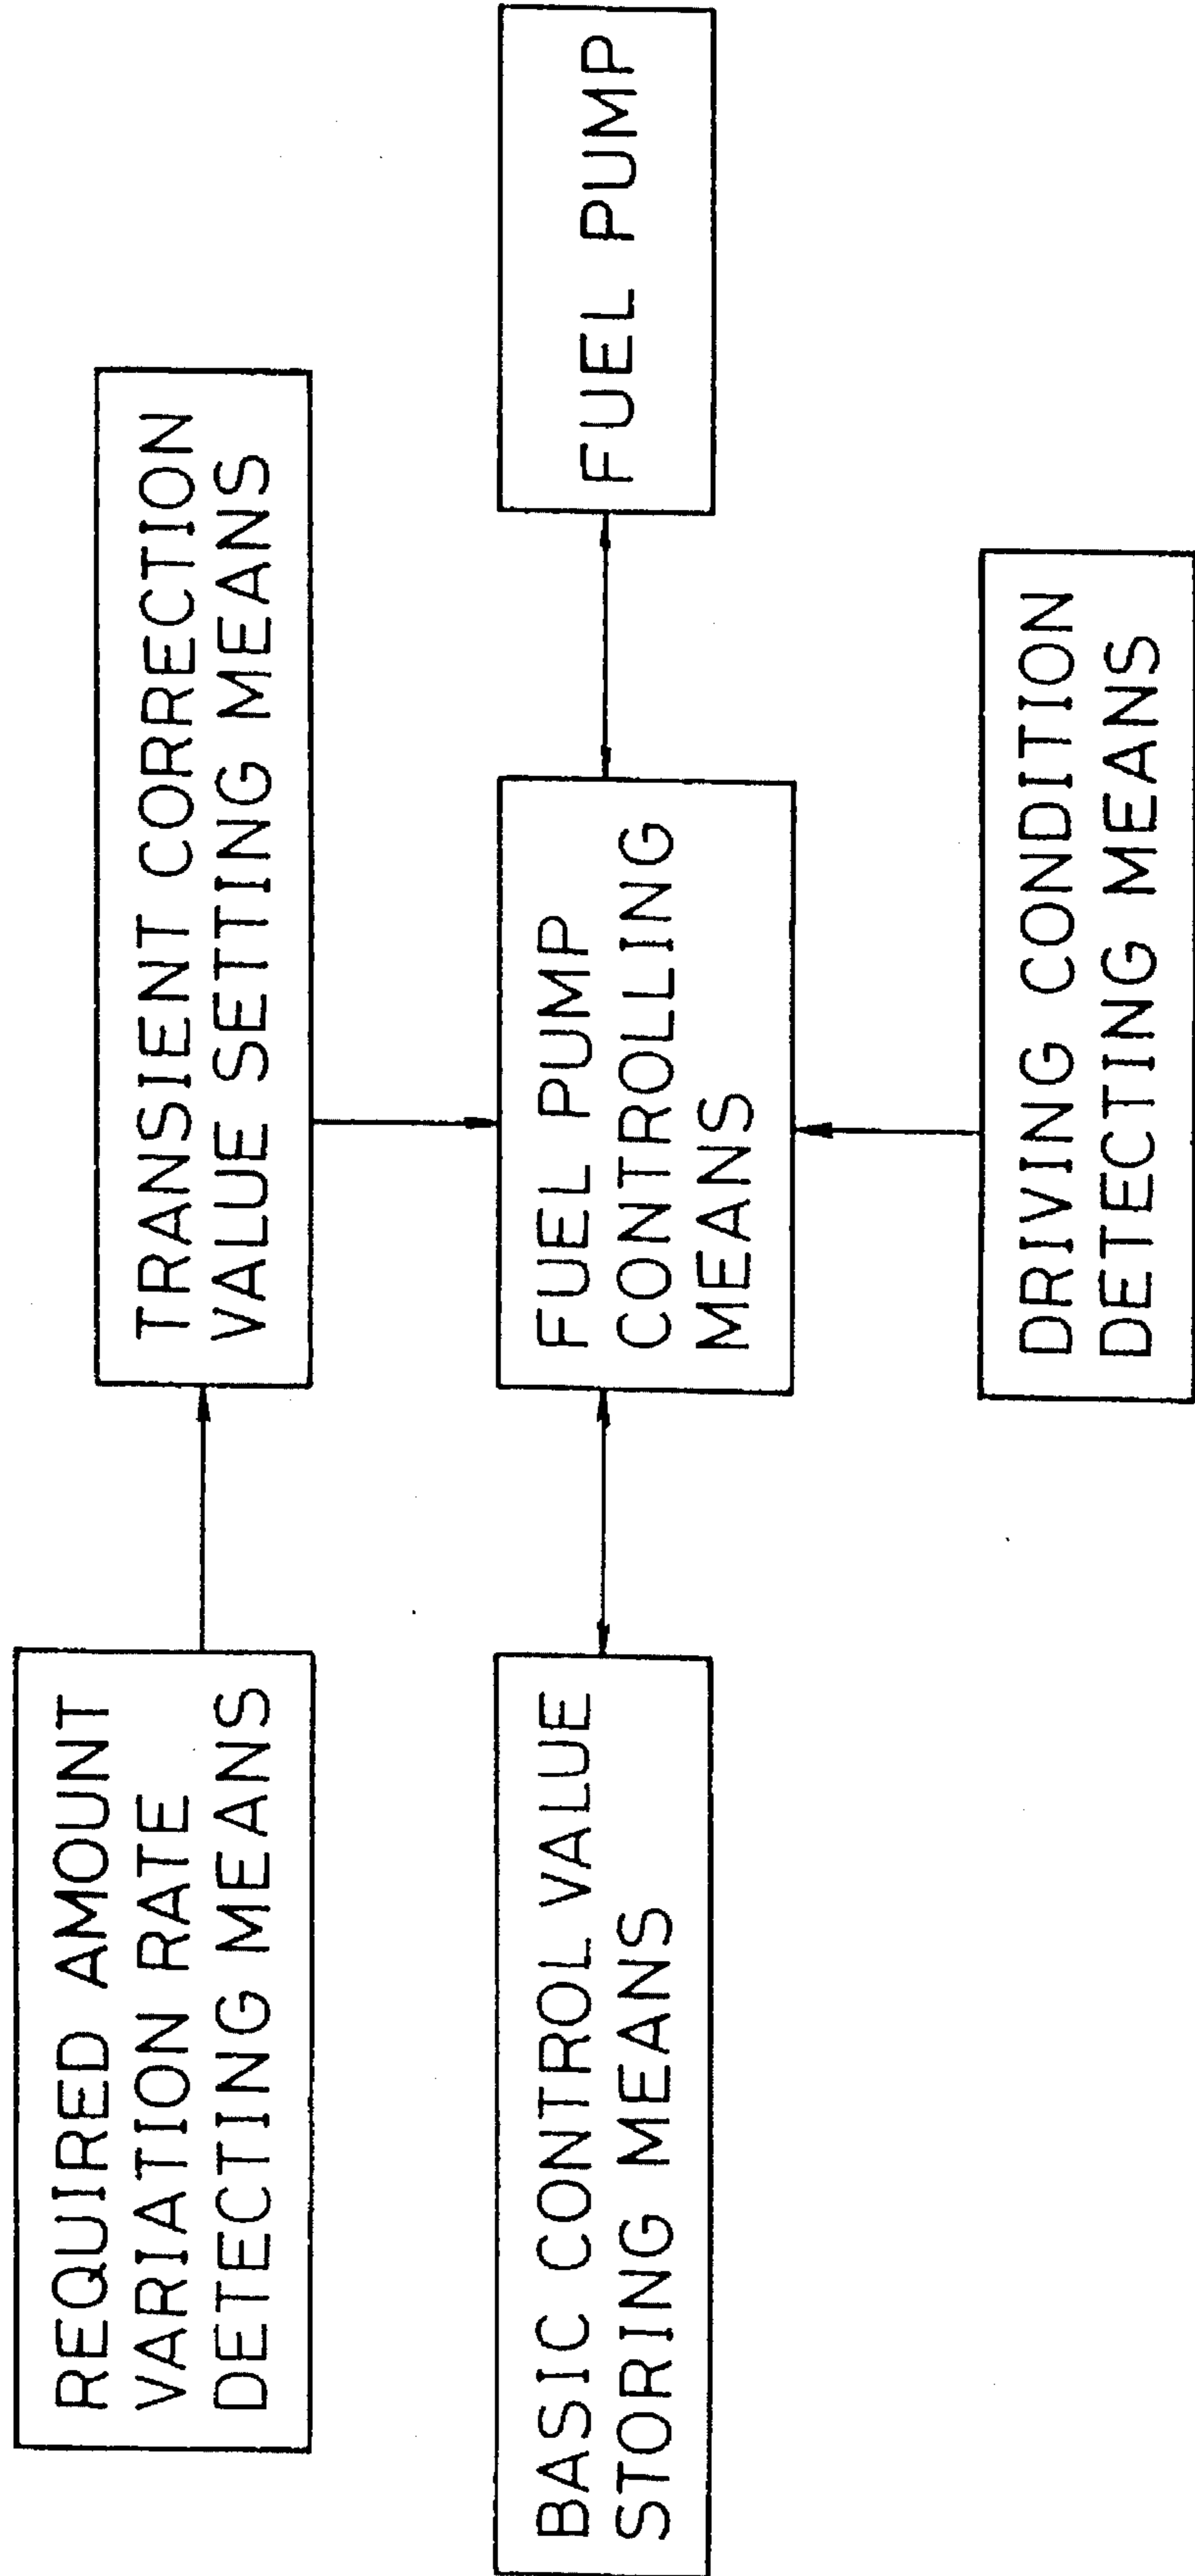 REQUIRED AMOUNT
VARIATION RATE
DETECTING MEANS
TRANSIENT CORRECTION
VALUE SETTING MEANS
BASIC CONTROL VALUE
STORING MEANS
FUEL PUMP
CONTROLLING
MEANS
FUEL PUMP
DRIVING CONDITION
DETECTING MEANS